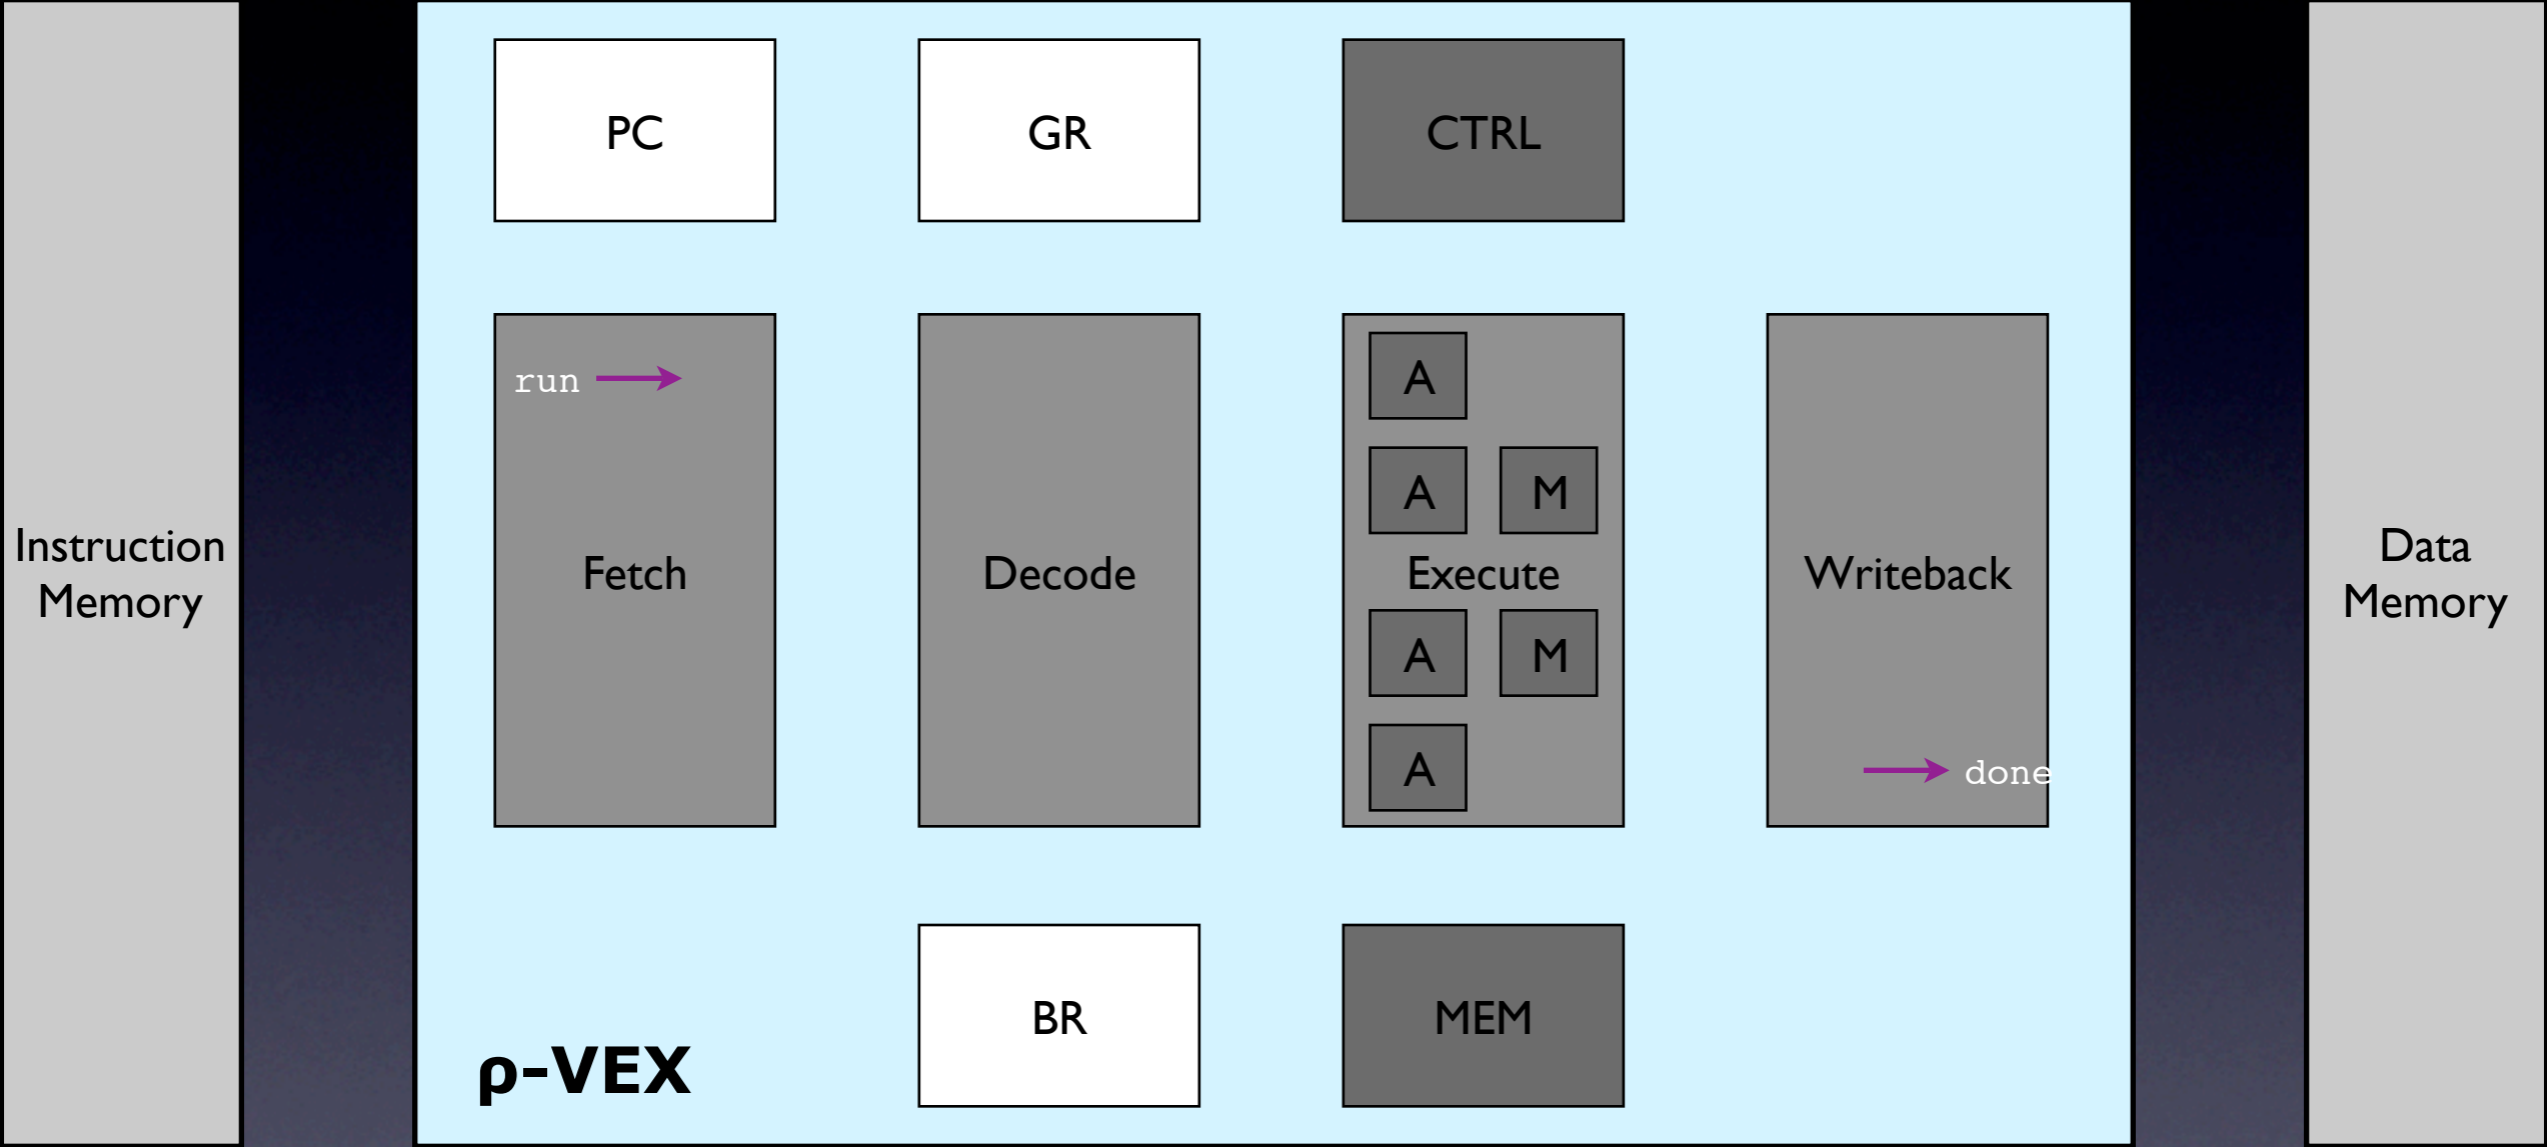 PC
GR
CTRL
Instruction
Memory
run
Fetch
Decode
A
A
M
Execute
A
M
A
Writeback
done
Data
Memory
BR
MEM
ρ-VEX